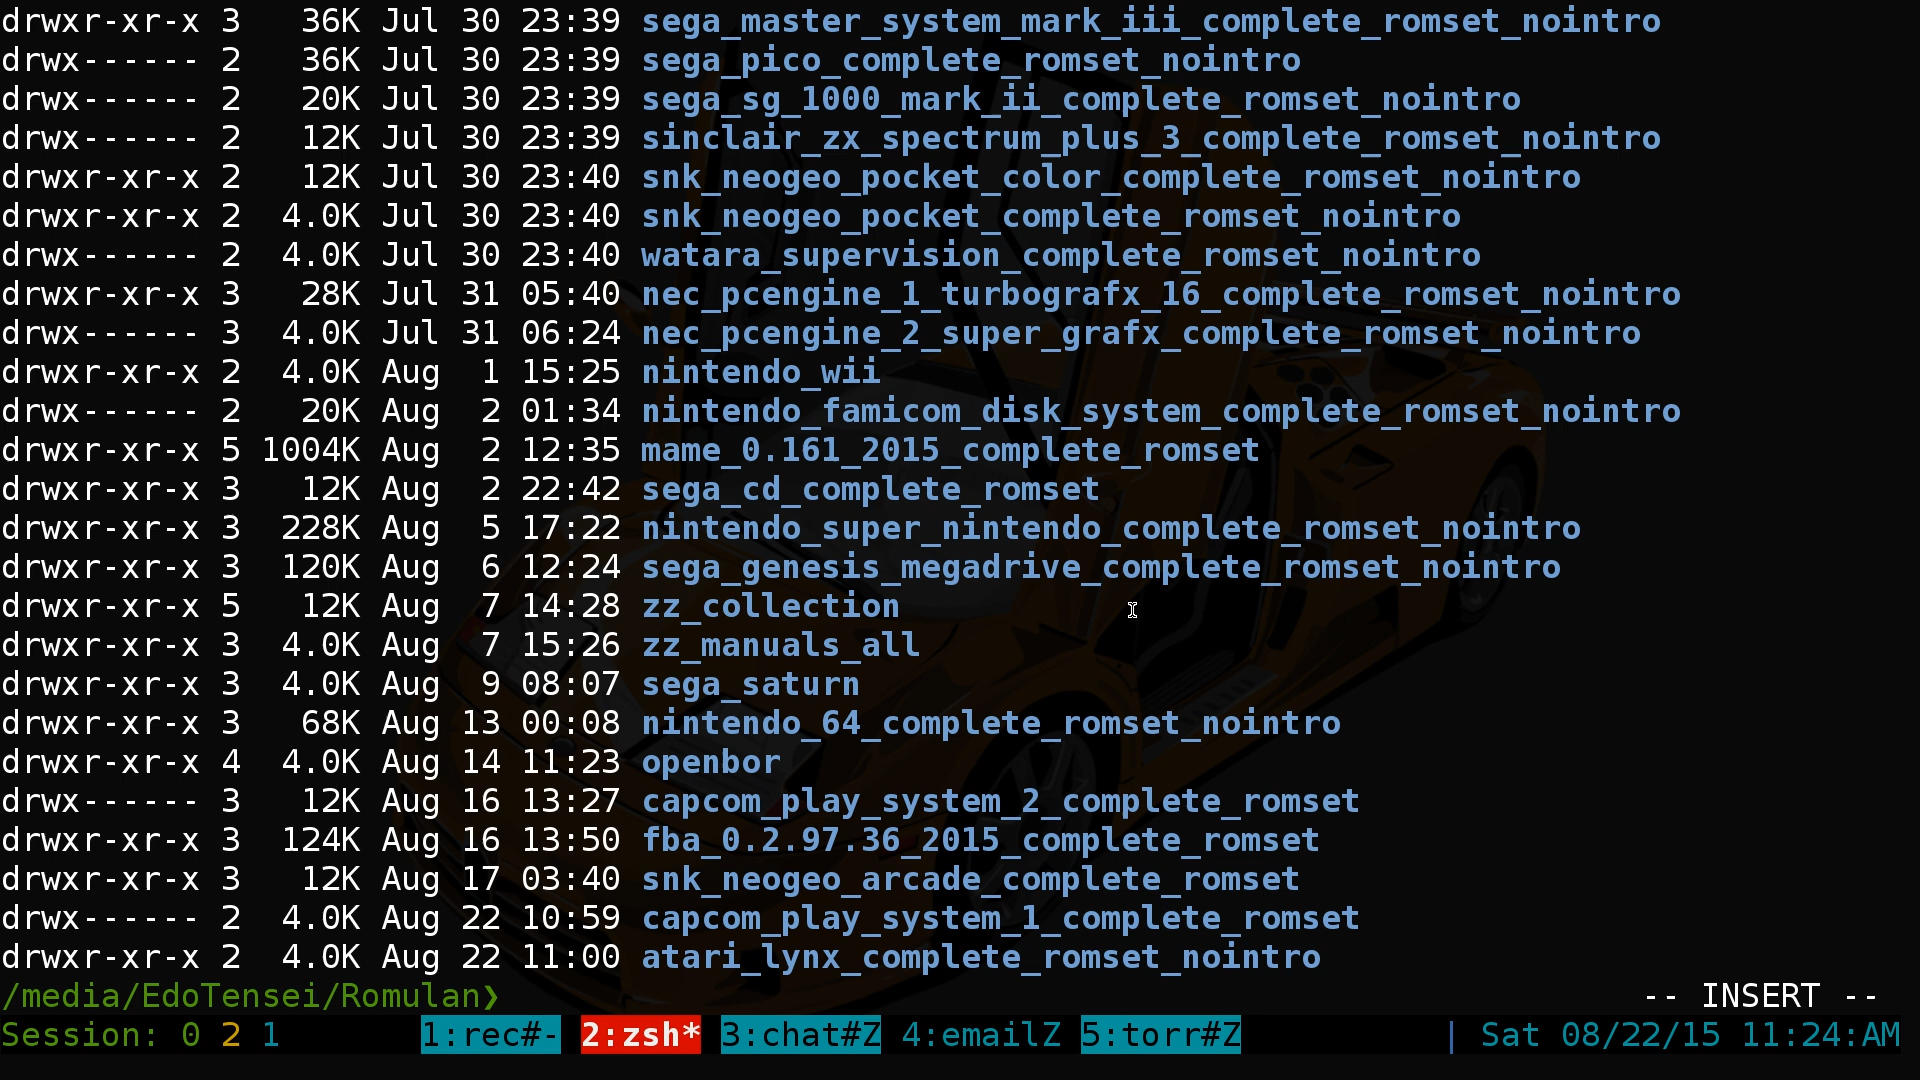 drwxr-xr-x 3   36K Jul 30 23:39 sega_master_system_mark_iii_complete_romset_nointro
drwx------ 2   36K Jul 30 23:39 sega_pico_complete_romset_nointro
drwx------ 2   20K Jul 30 23:39 sega_sg_1000_mark_ii_complete_romset_nointro
drwx------ 2   12K Jul 30 23:39 sinclair_zx_spectrum_plus_3_complete_romset_nointro
drwxr-xr-x 2   12K Jul 30 23:40 snk_neogeo_pocket_color_complete_romset_nointro
drwxr-xr-x 2  4.0K Jul 30 23:40 snk_neogeo_pocket_complete_romset_nointro
drwx------ 2  4.0K Jul 30 23:40 watara_supervision_complete_romset_nointro
drwxr-xr-x 3   28K Jul 31 05:40 nec_pcengine_1_turbografx_16_complete_romset_nointro
drwx------ 3  4.0K Jul 31 06:24 nec_pcengine_2_super_grafx_complete_romset_nointro
drwxr-xr-x 2  4.0K Aug  1 15:25 nintendo_wii
drwx------ 2   20K Aug  2 01:34 nintendo_famicom_disk_system_complete_romset_nointro
drwxr-xr-x 5 1004K Aug  2 12:35 mame_0.161_2015_complete_romset
drwxr-xr-x 3   12K Aug  2 22:42 sega_cd_complete_romset
drwxr-xr-x 3  228K Aug  5 17:22 nintendo_super_nintendo_complete_romset_nointro
drwxr-xr-x 3  120K Aug  6 12:24 sega_genesis_megadrive_complete_romset_nointro
drwxr-xr-x 5   12K Aug  7 14:28 zz_collection
drwxr-xr-x 3  4.0K Aug  7 15:26 zz_manuals_all
drwxr-xr-x 3  4.0K Aug  9 08:07 sega_saturn
drwxr-xr-x 3   68K Aug 13 00:08 nintendo_64_complete_romset_nointro
drwxr-xr-x 4  4.0K Aug 14 11:23 openbor
drwx------ 3   12K Aug 16 13:27 capcom_play_system_2_complete_romset
drwxr-xr-x 3  124K Aug 16 13:50 fba_0.2.97.36_2015_complete_romset
drwxr-xr-x 3   12K Aug 17 03:40 snk_neogeo_arcade_complete_romset
drwx------ 2  4.0K Aug 22 10:59 capcom_play_system_1_complete_romset
drwxr-xr-x 2  4.0K Aug 22 11:00 atari_lynx_complete_romset_nointro
/media/EdoTensei/Romulan❯ -- INSERT --
Session: 0 2 1 1:rec#- 2:zsh* 3:chat#Z 4:emailZ 5:torr#Z | Sat 08/22/15 11:24:AM